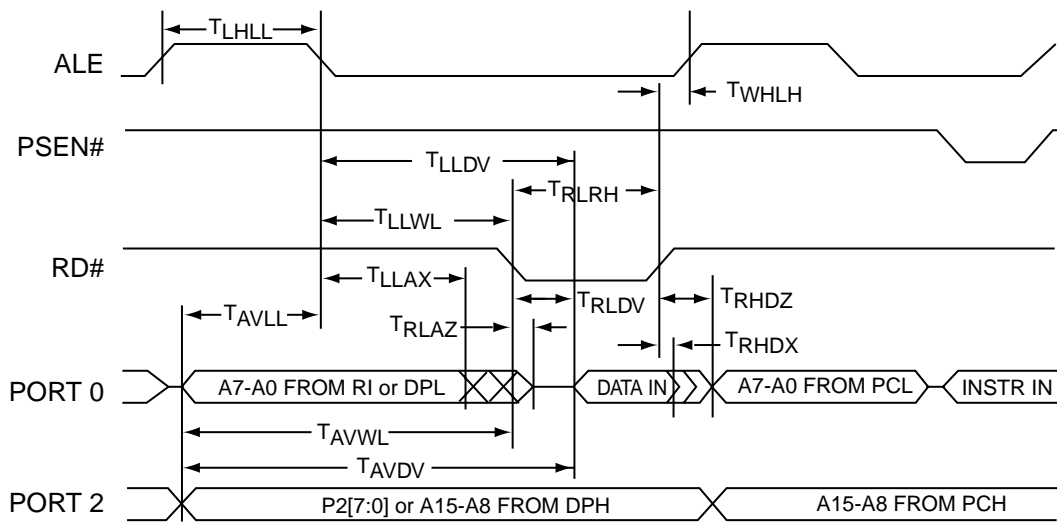 TLHLL
ALE
TWHLH
PSEN#
TLLDV
TRLRH
TLLWL
RD#
TLLAX
TRLDV
TRHDZ
TAVLL
TRLAZ
TRHDX
PORT 0
A7-A0 FROM RI or DPL
DATA IN
A7-A0 FROM PCL
INSTR IN
TAVWL
TAVDV
PORT 2
P2[7:0] or A15-A8 FROM DPH
A15-A8 FROM PCH